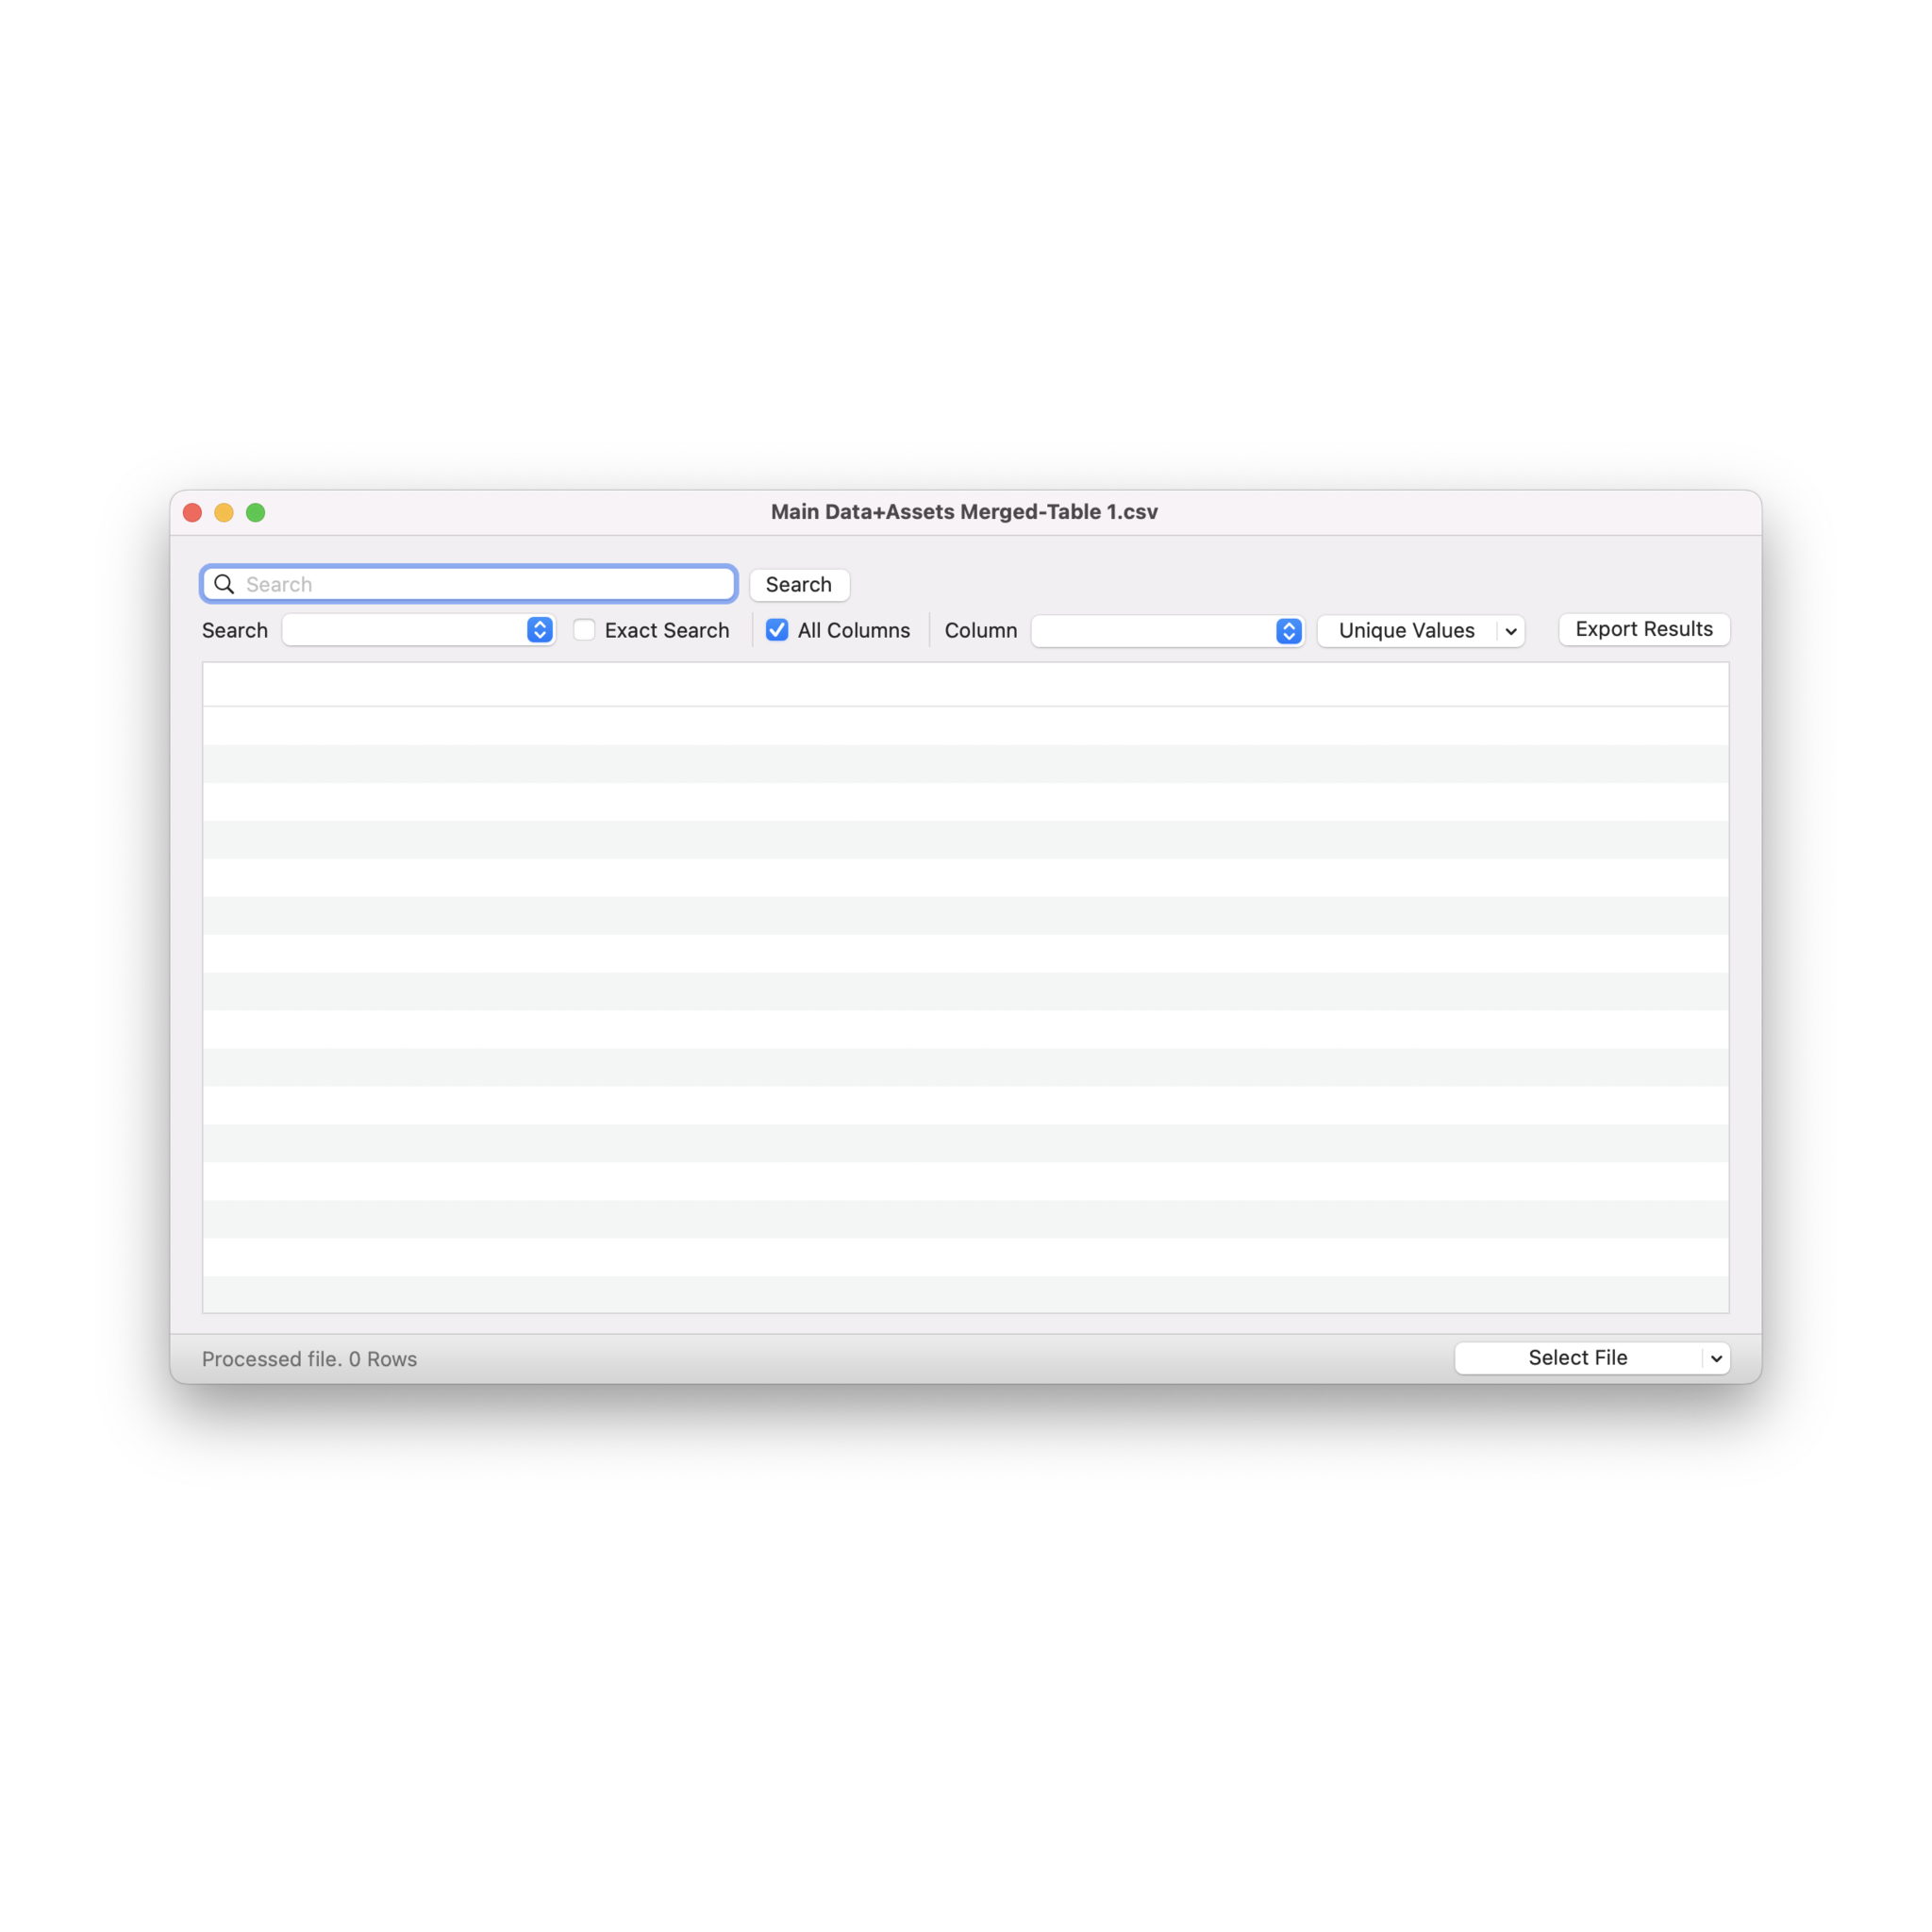 Main Data+Assets Merged-Table 1.csv
Search Search
Search Exact Search All Columns Column Unique Values Export Results
Processed file. 0 Rows Select File